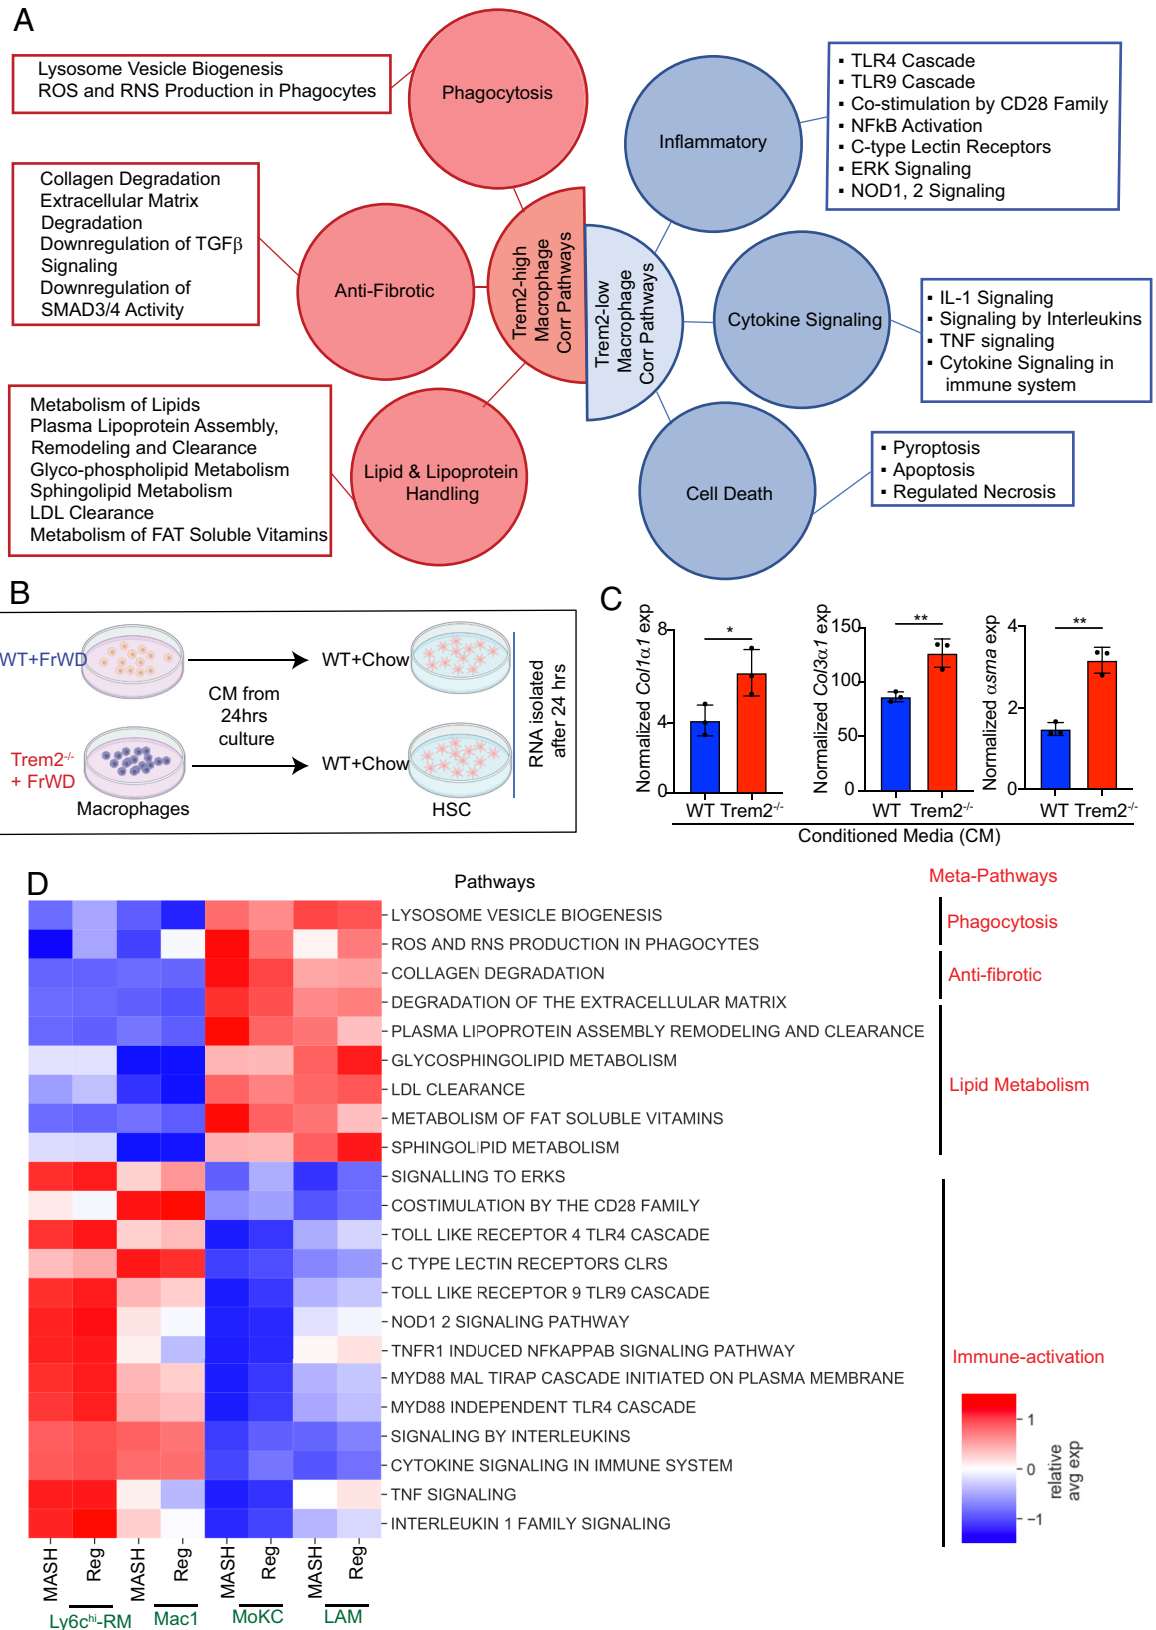 A
Lysosome Vesicle Biogenesis
ROS and RNS Production in Phagocytes
Phagocytosis
Collagen Degradation
Extracellular Matrix
Degradation
Downregulation of TGFβ
Signaling
Downregulation of
SMAD3/4 Activity
Anti-Fibrotic
Metabolism of Lipids
Plasma Lipoprotein Assembly,
Remodeling and Clearance
Glyco-phospholipid Metabolism
Sphingolipid Metabolism
LDL Clearance
Metabolism of FAT Soluble Vitamins
Lipid & Lipoprotein
Handling
Trem2-high
Macrophage
Corr Pathways
Trem2-low
Macrophage
Corr Pathways
Inflammatory
▪ TLR4 Cascade
▪ TLR9 Cascade
▪ Co-stimulation by CD28 Family
▪ NFkB Activation
▪ C-type Lectin Receptors
▪ ERK Signaling
▪ NOD1, 2 Signaling
Cytokine Signaling
▪ IL-1 Signaling
▪ Signaling by Interleukins
▪ TNF signaling
▪ Cytokine Signaling in
immune system
Cell Death
▪ Pyroptosis
▪ Apoptosis
▪ Regulated Necrosis
B
WT+FrWD
WT+Chow
CM from
24hrs
culture
Trem2-/-
+ FrWD
WT+Chow
Macrophages
HSC
RNA isolated
after 24 hrs
C
Normalized Col1α1 exp
8
4
0
*
WT Trem2-/-
Normalized Col3α1 exp
150
100
50
0
**
WT Trem2-/-
Normalized αsma exp
4
2
0
**
WT Trem2-/-
Conditioned Media (CM)
D
Pathways
Meta-Pathways
LYSOSOME VESICLE BIOGENESIS
ROS AND RNS PRODUCTION IN PHAGOCYTES
COLLAGEN DEGRADATION
DEGRADATION OF THE EXTRACELLULAR MATRIX
PLASMA LIPOPROTEIN ASSEMBLY REMODELING AND CLEARANCE
GLYCOSPHINGOLIPID METABOLISM
LDL CLEARANCE
METABOLISM OF FAT SOLUBLE VITAMINS
SPHINGOLIPID METABOLISM
SIGNALLING TO ERKS
COSTIMULATION BY THE CD28 FAMILY
TOLL LIKE RECEPTOR 4 TLR4 CASCADE
C TYPE LECTIN RECEPTORS CLRS
TOLL LIKE RECEPTOR 9 TLR9 CASCADE
NOD1 2 SIGNALING PATHWAY
TNFR1 INDUCED NFKAPPAB SIGNALING PATHWAY
MYD88 MAL TIRAP CASCADE INITIATED ON PLASMA MEMBRANE
MYD88 INDEPENDENT TLR4 CASCADE
SIGNALING BY INTERLEUKINS
CYTOKINE SIGNALING IN IMMUNE SYSTEM
TNF SIGNALING
INTERLEUKIN 1 FAMILY SIGNALING
Phagocytosis
Anti-fibrotic
Lipid Metabolism
Immune-activation
1
0
−1
relative
avg exp
MASH
Reg
MASH
Reg
MASH
Reg
MASH
Reg
Ly6chi-RM
Mac1
MoKC
LAM